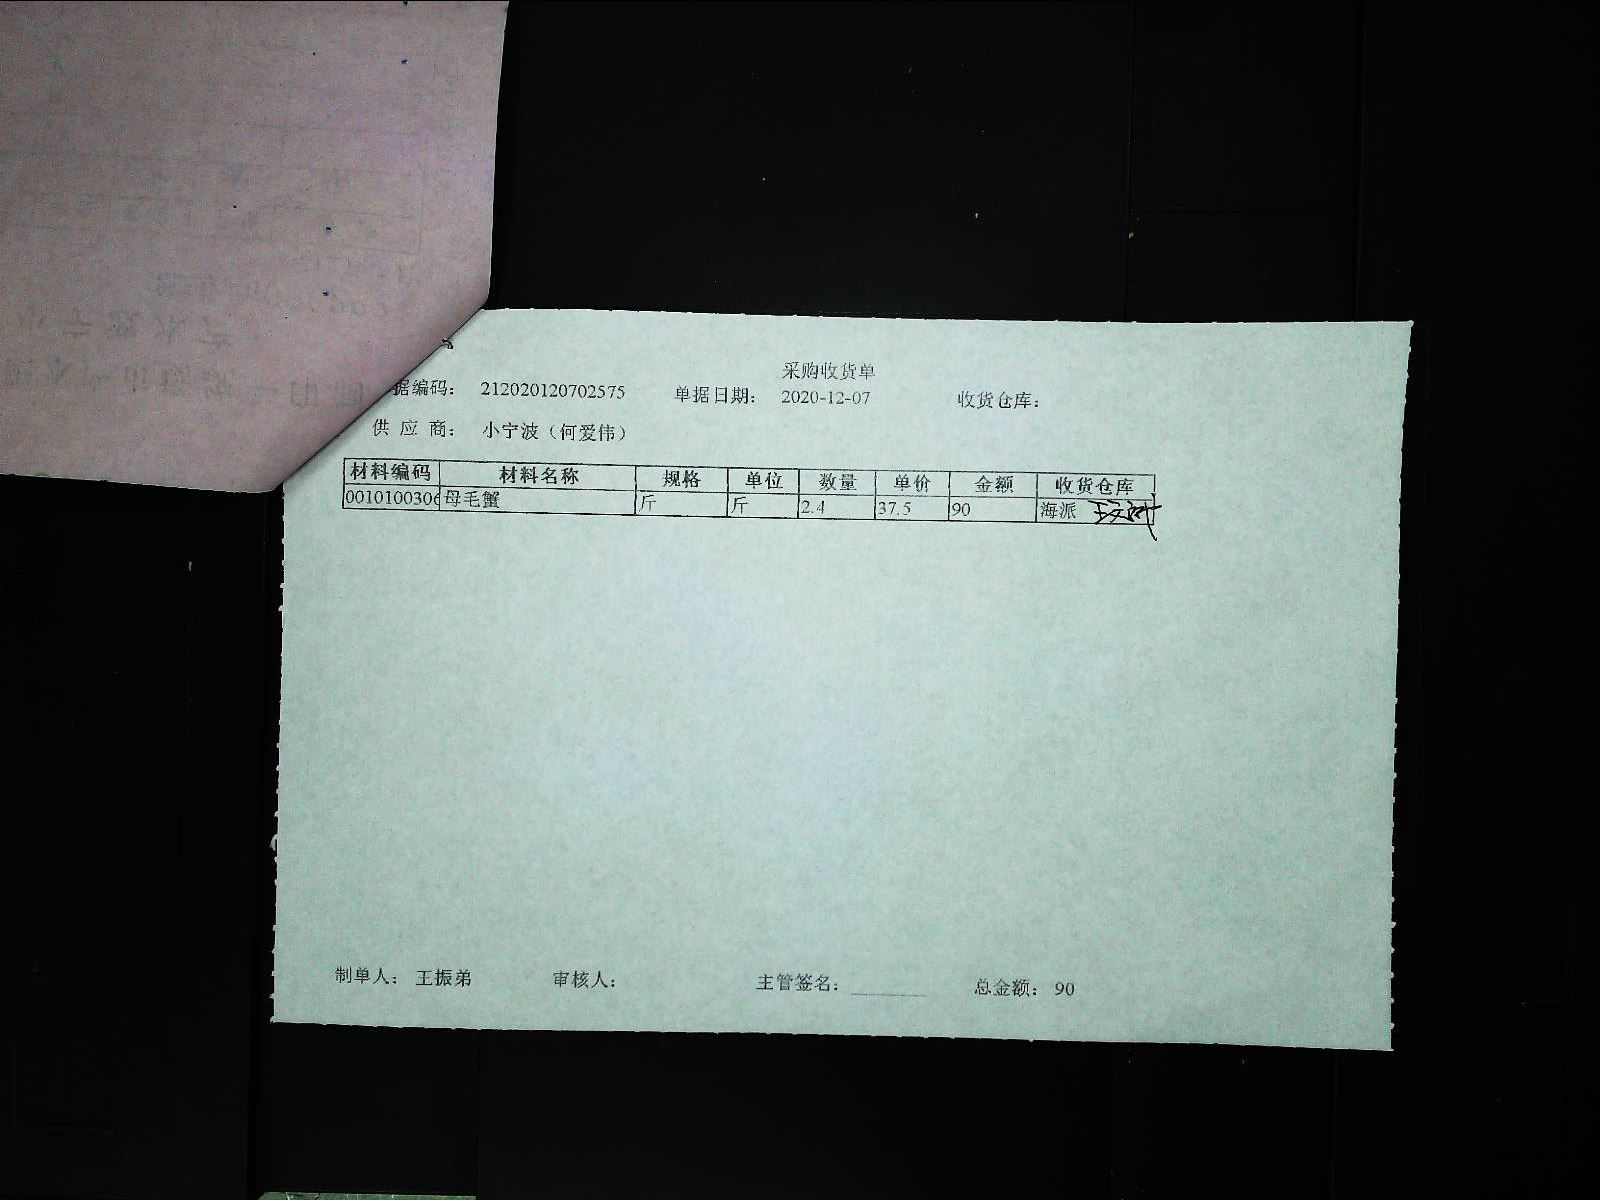 采购收货单
据编码： 212020120702575 单据日期： 2020-12-07 收货仓库：
供 应 商： 小宁波（何爱伟）
材料编码 材料名称 规格 单位 数量 单价 金额 收货仓库
0010100306 母毛蟹 斤 斤 2.4 37.5 90 海派
制单人： 王振弟 审核人： 主管签名： 总金额： 90